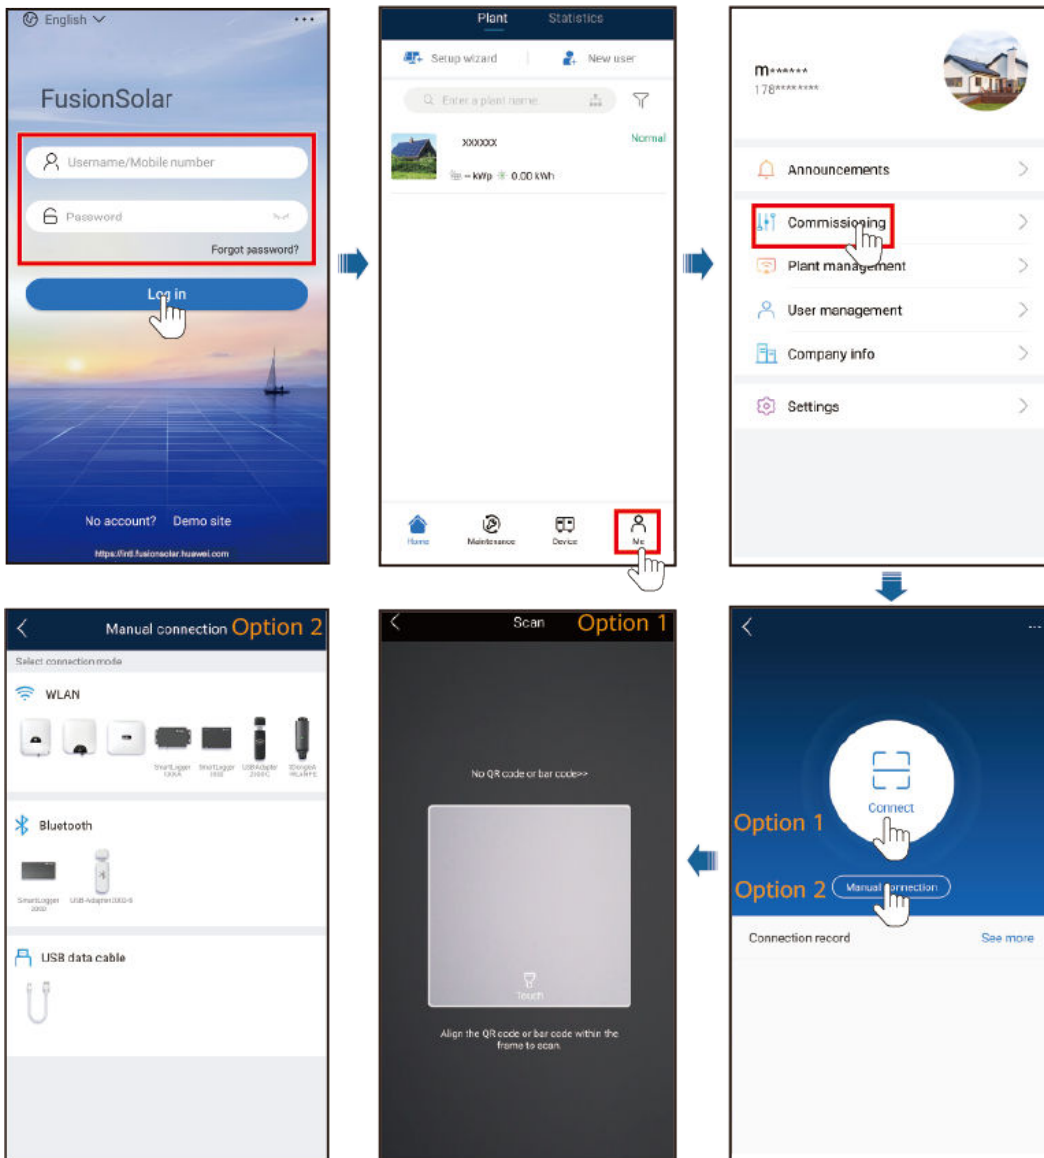 English
...
FusionSolar
Username/Mobile number
Password
Forgot password?
Log in
No account? Demo site
https://intl.fusionsolar.huawei.com
Plant Statistics
Setup wizard New user
Enter a plant name.
xxxxxx Normal
-- kWp 0.00 kWh
Home Maintenance Device Me
m******
178********
Announcements
Commissioning
Plant management
User management
Company info
Settings
...
Connect
Option 1
Option 2 Manual connection
Connection record See more
Scan Option 1
No QR code or bar code>>
Touch
Align the QR code or bar code within the
frame to scan.
Manual connection Option 2
Select connection mode
WLAN
SmartLogger SmartLogger USB-Adapter
Bluetooth
SmartLogger USB-Adapter2000-B
2000
USB data cable